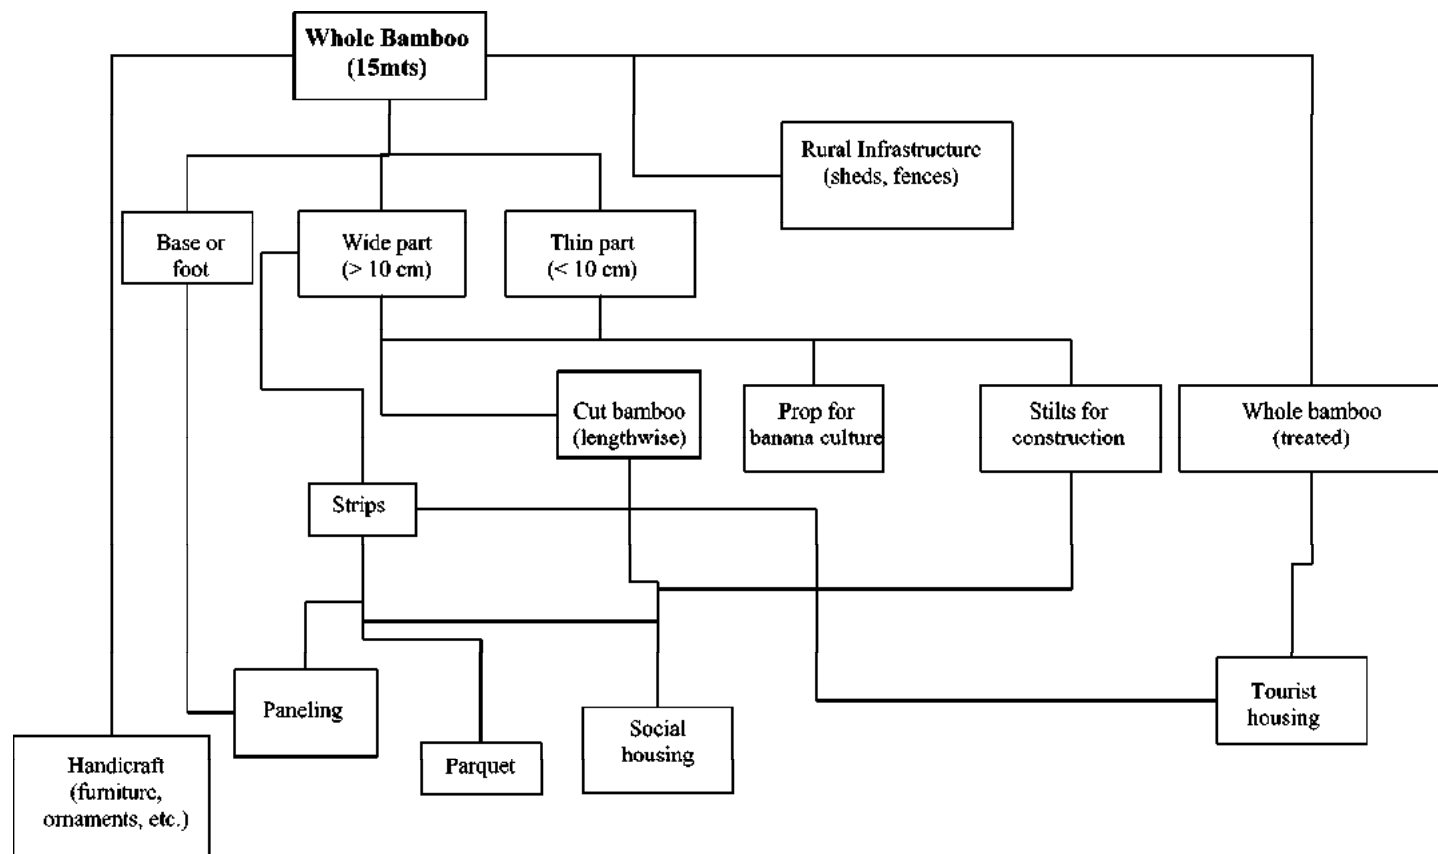 Whole Bamboo
(15mts)
Rural Infrastructure
(sheds, fences)
Base or
foot
Wide part
(> 10 cm)
Thin part
(< 10 cm)
Cut bamboo
(lengthwise)
Prop for
banana culture
Stilts for
construction
Whole bamboo
(treated)
Strips
Paneling
Parquet
Social
housing
Tourist
housing
Handicraft
(furniture,
ornaments, etc.)